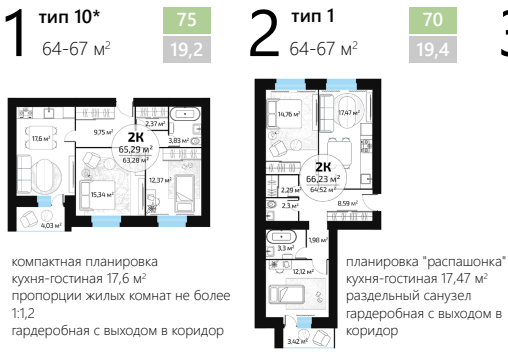 1 тип 10*
64-67 м²
75
19,2
17,6 м²
9,75 м²
2,37 м²
3,83 м²
2К
65,29 м²
63,28 м²
12,37 м²
15,34 м²
4,03 м²
компактная планировка
кухня-гостиная 17,6 м²
пропорции жилых комнат не более
1:1,2
гардеробная с выходом в коридор
2 тип 1
64-67 м²
70
19,4
14,76 м²
17,47 м²
2К
66,23 м²
64,52 м²
2,29 м²
2,3 м²
8,59 м²
3,3 м²
1,98 м²
12,12 м²
3,42 м²
планировка "распашонка"
кухня-гостиная 17,47 м²
раздельный санузел
гардеробная с выходом в
коридор
3